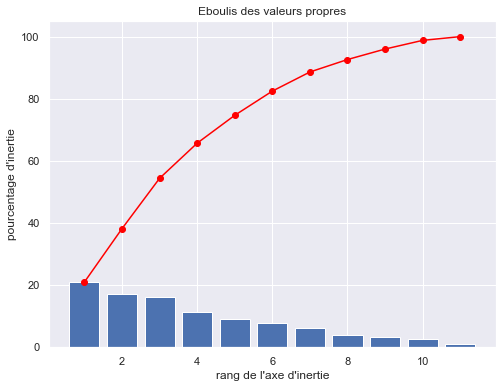 Eboulis des valeurs propres
pourcentage d'inertie
100
80
60
40
20
0
2 4 6 8 10
rang de l'axe d'inertie